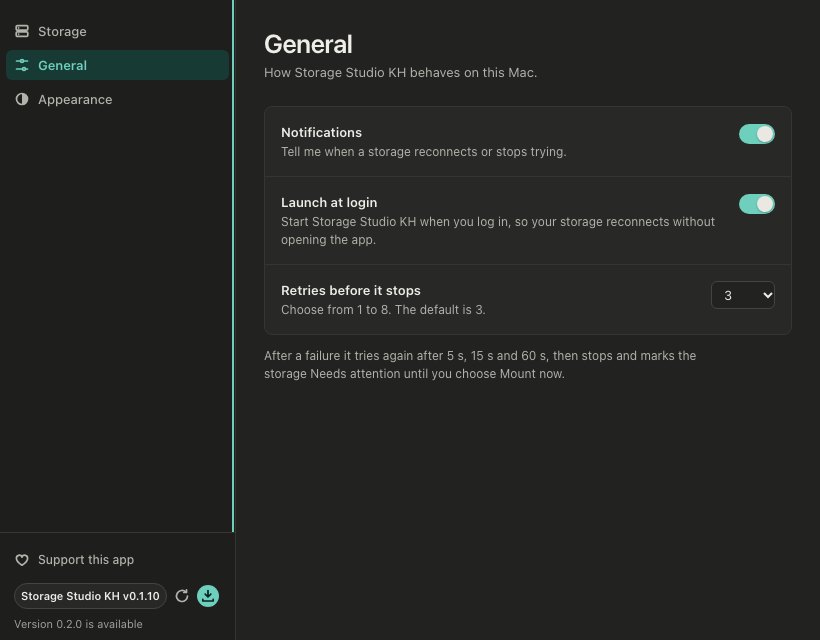 Storage
General
Appearance
General
How Storage Studio KH behaves on this Mac.
Notifications
Tell me when a storage reconnects or stops trying.
Launch at login
Start Storage Studio KH when you log in, so your storage reconnects without
opening the app.
Retries before it stops
Choose from 1 to 8. The default is 3.
3
After a failure it tries again after 5 s, 15 s and 60 s, then stops and marks the
storage Needs attention until you choose Mount now.
Support this app
Storage Studio KH v0.1.10
Version 0.2.0 is available